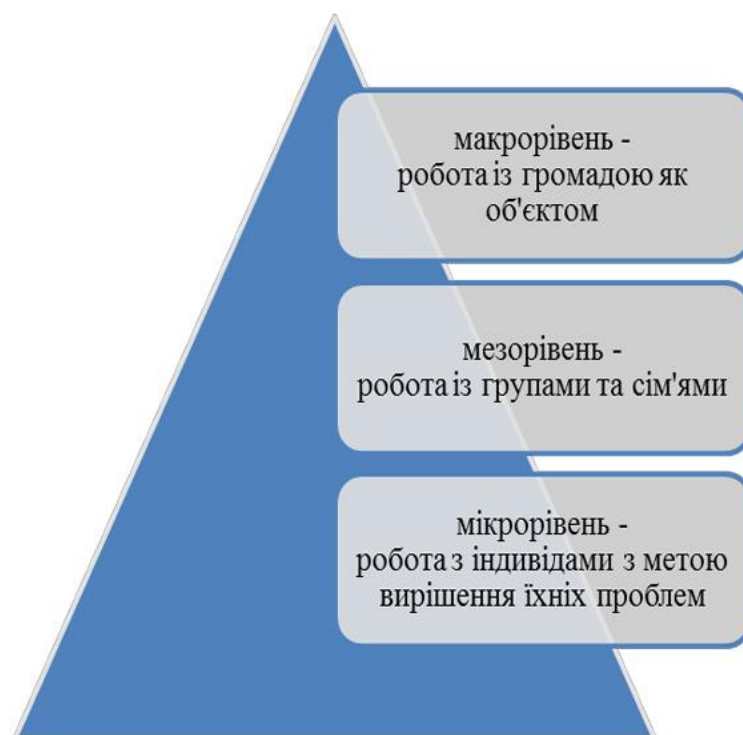 макрорівень -
робота із громадою як
об'єктом
мезорівень -
робота із групами та сім'ями
мікрорівень -
робота з індивідами з метою
вирішення їхніх проблем